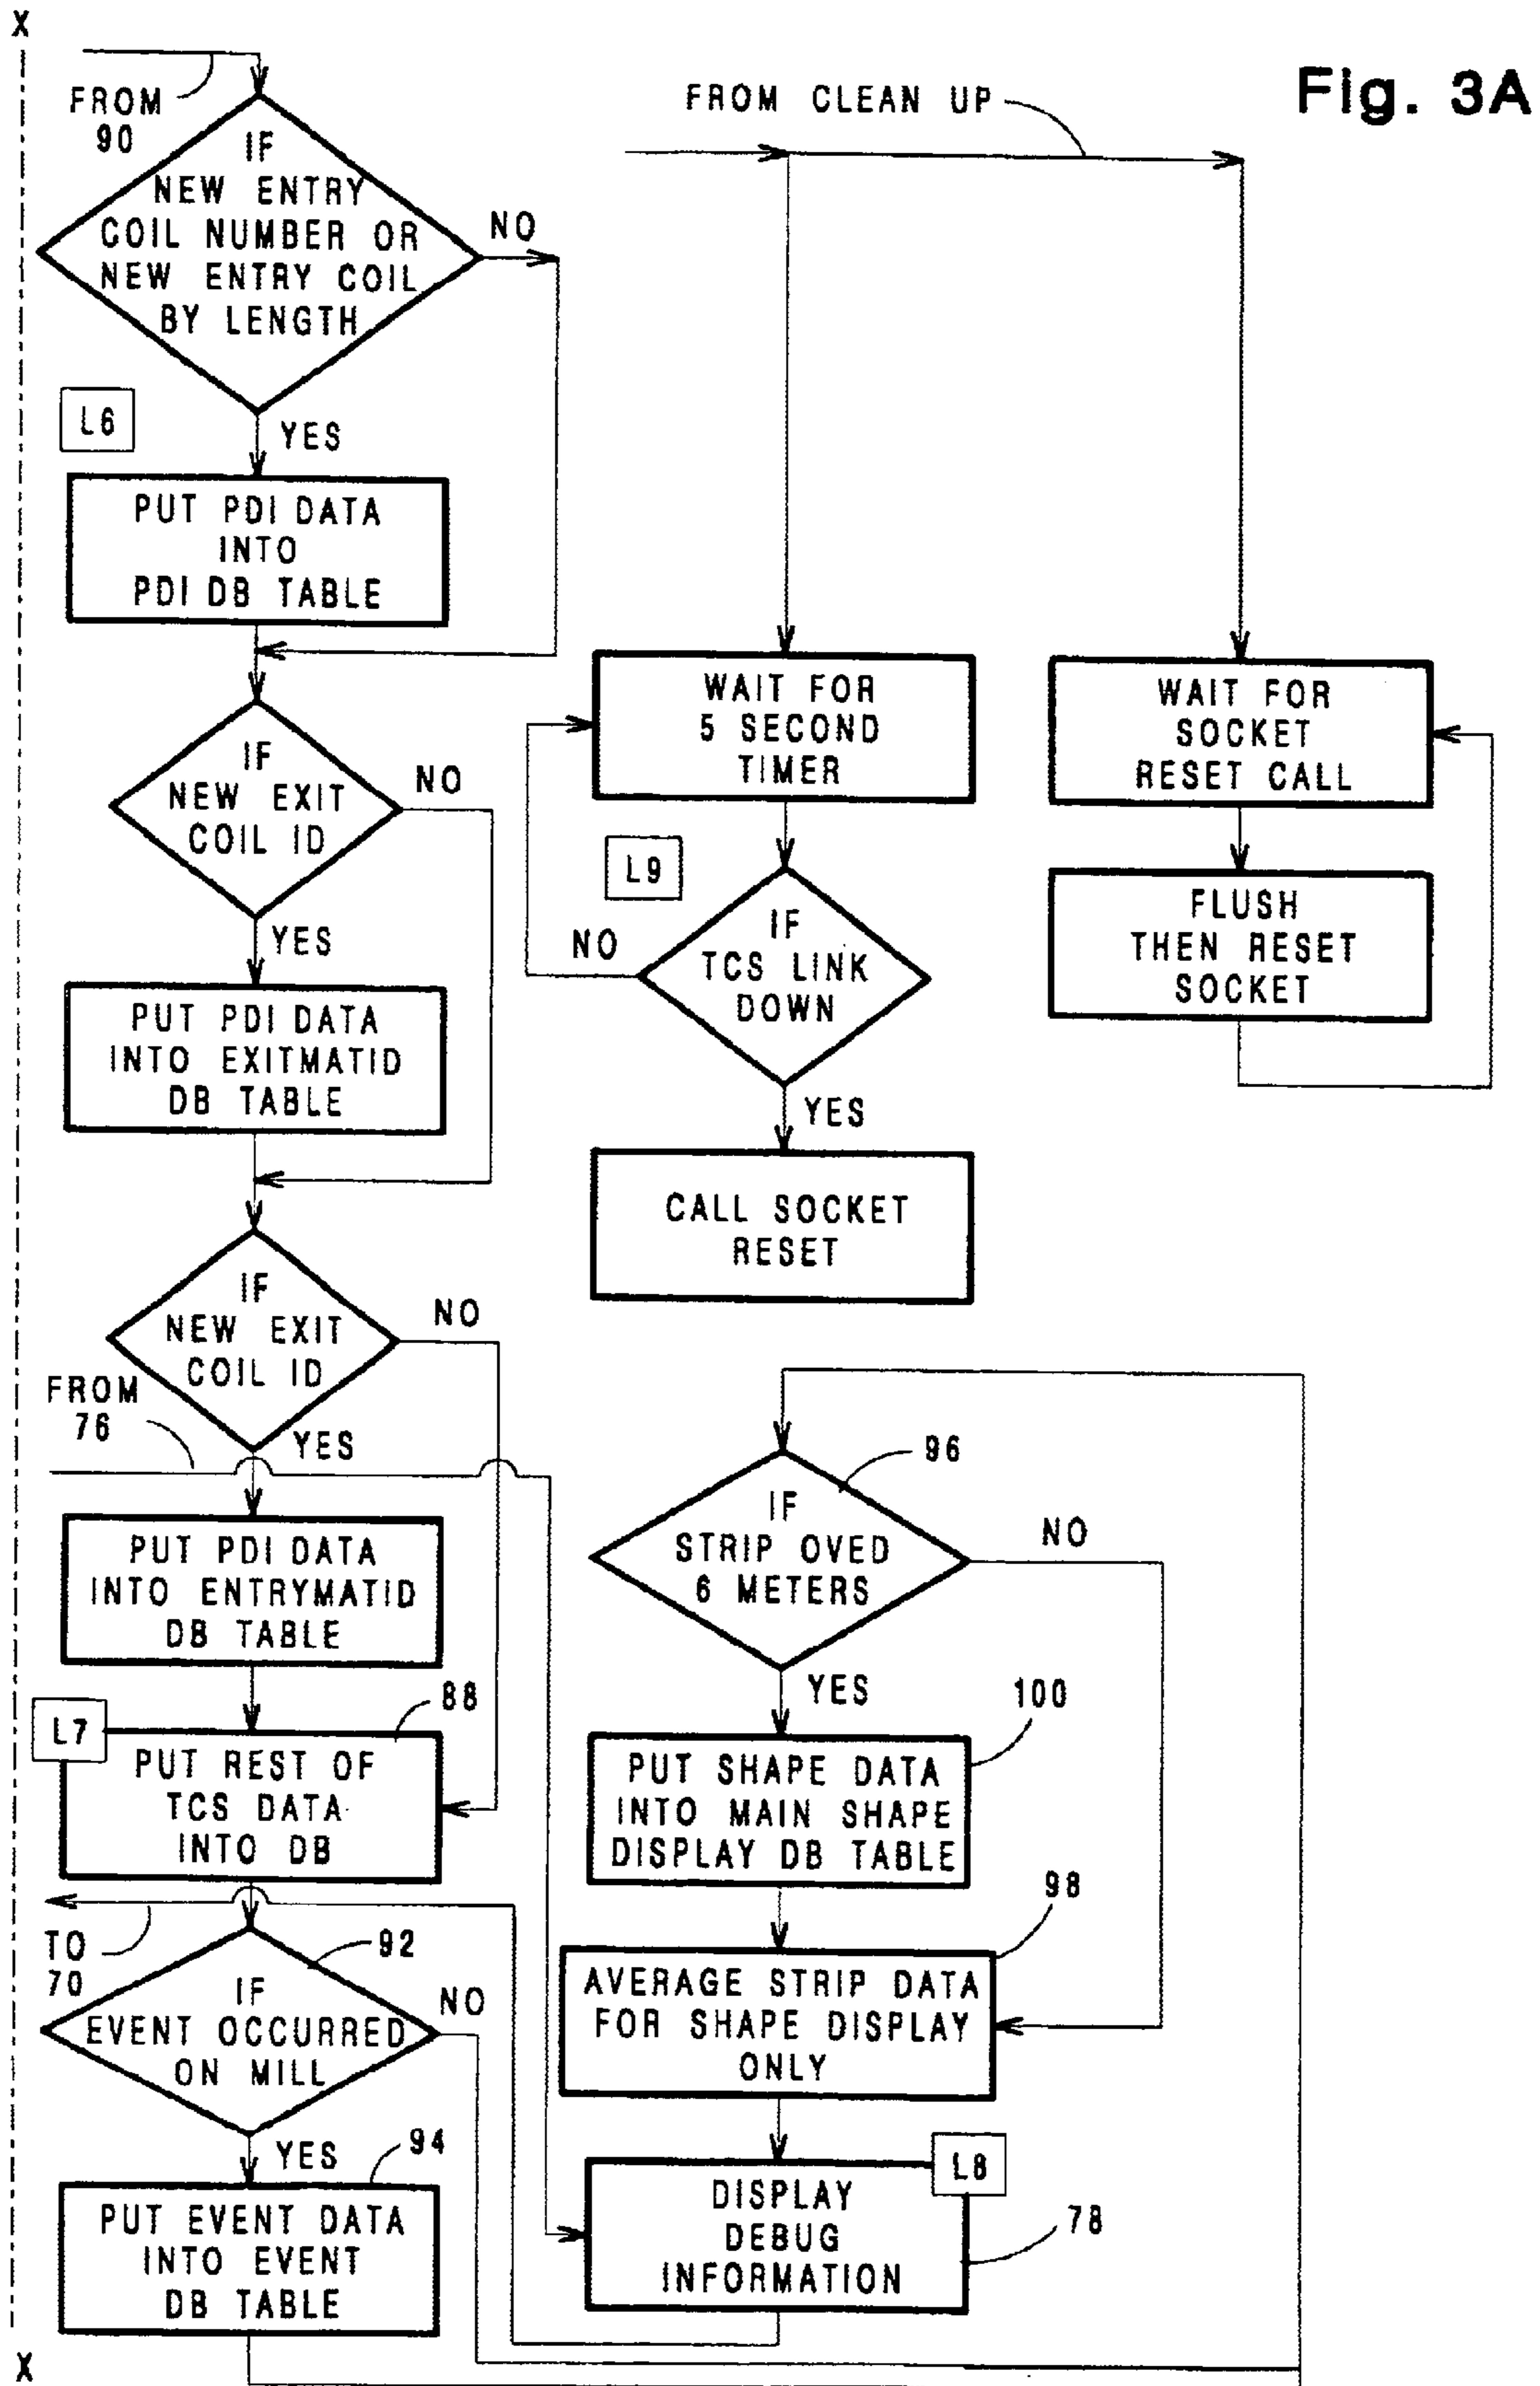 X
Fig. 3A
FROM
90
IF
NEW ENTRY
COIL NUMBER OR
NEW ENTRY COIL
BY LENGTH
NO
L6
YES
PUT PDI DATA
INTO
PDI DB TABLE
IF
NEW EXIT
COIL ID
NO
YES
PUT PDI DATA
INTO EXITMATID
DB TABLE
IF
NEW EXIT
COIL ID
NO
FROM
76
YES
PUT PDI DATA
INTO ENTRYMATID
DB TABLE
L7
88
PUT REST OF
TCS DATA
INTO DB
TO
70
92
IF
EVENT OCCURRED
ON MILL
NO
YES
94
PUT EVENT DATA
INTO EVENT
DB TABLE
X
FROM CLEAN UP
WAIT FOR
5 SECOND
TIMER
L9
IF
TCS LINK
DOWN
NO
YES
CALL SOCKET
RESET
WAIT FOR
SOCKET
RESET CALL
FLUSH
THEN RESET
SOCKET
96
IF
STRIP OVED
6 METERS
NO
YES
100
PUT SHAPE DATA
INTO MAIN SHAPE
DISPLAY DB TABLE
98
AVERAGE STRIP DATA
FOR SHAPE DISPLAY
ONLY
L8
DISPLAY
DEBUG
INFORMATION
78